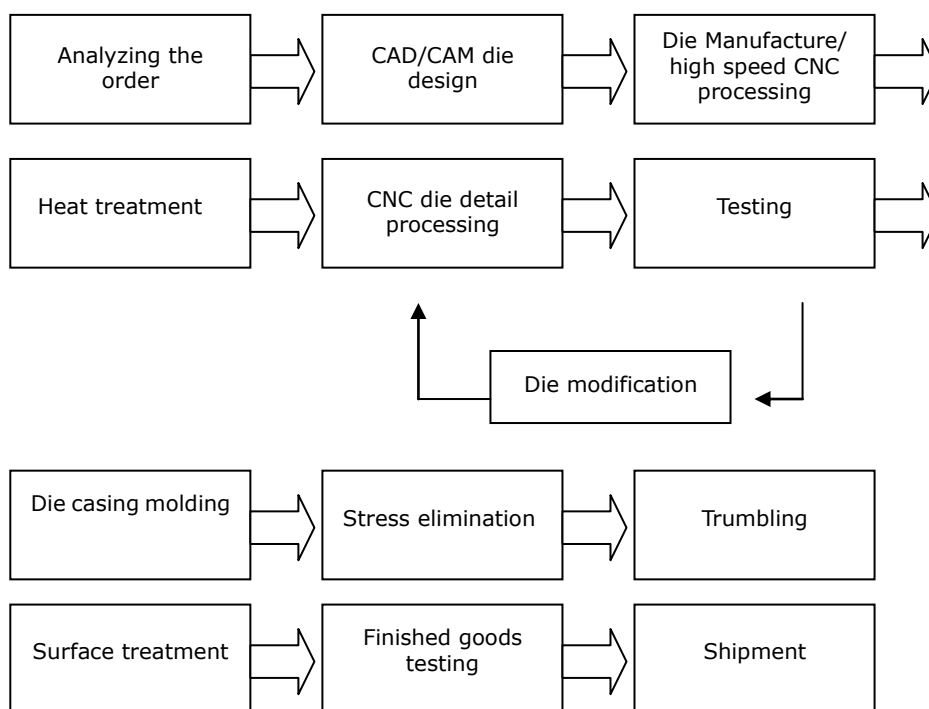 Analyzing the
order
CAD/CAM die
design
Die Manufacture/
high speed CNC
processing
Heat treatment
CNC die detail
processing
Testing
Die modification
Die casing molding
Stress elimination
Trumbling
Surface treatment
Finished goods
testing
Shipment